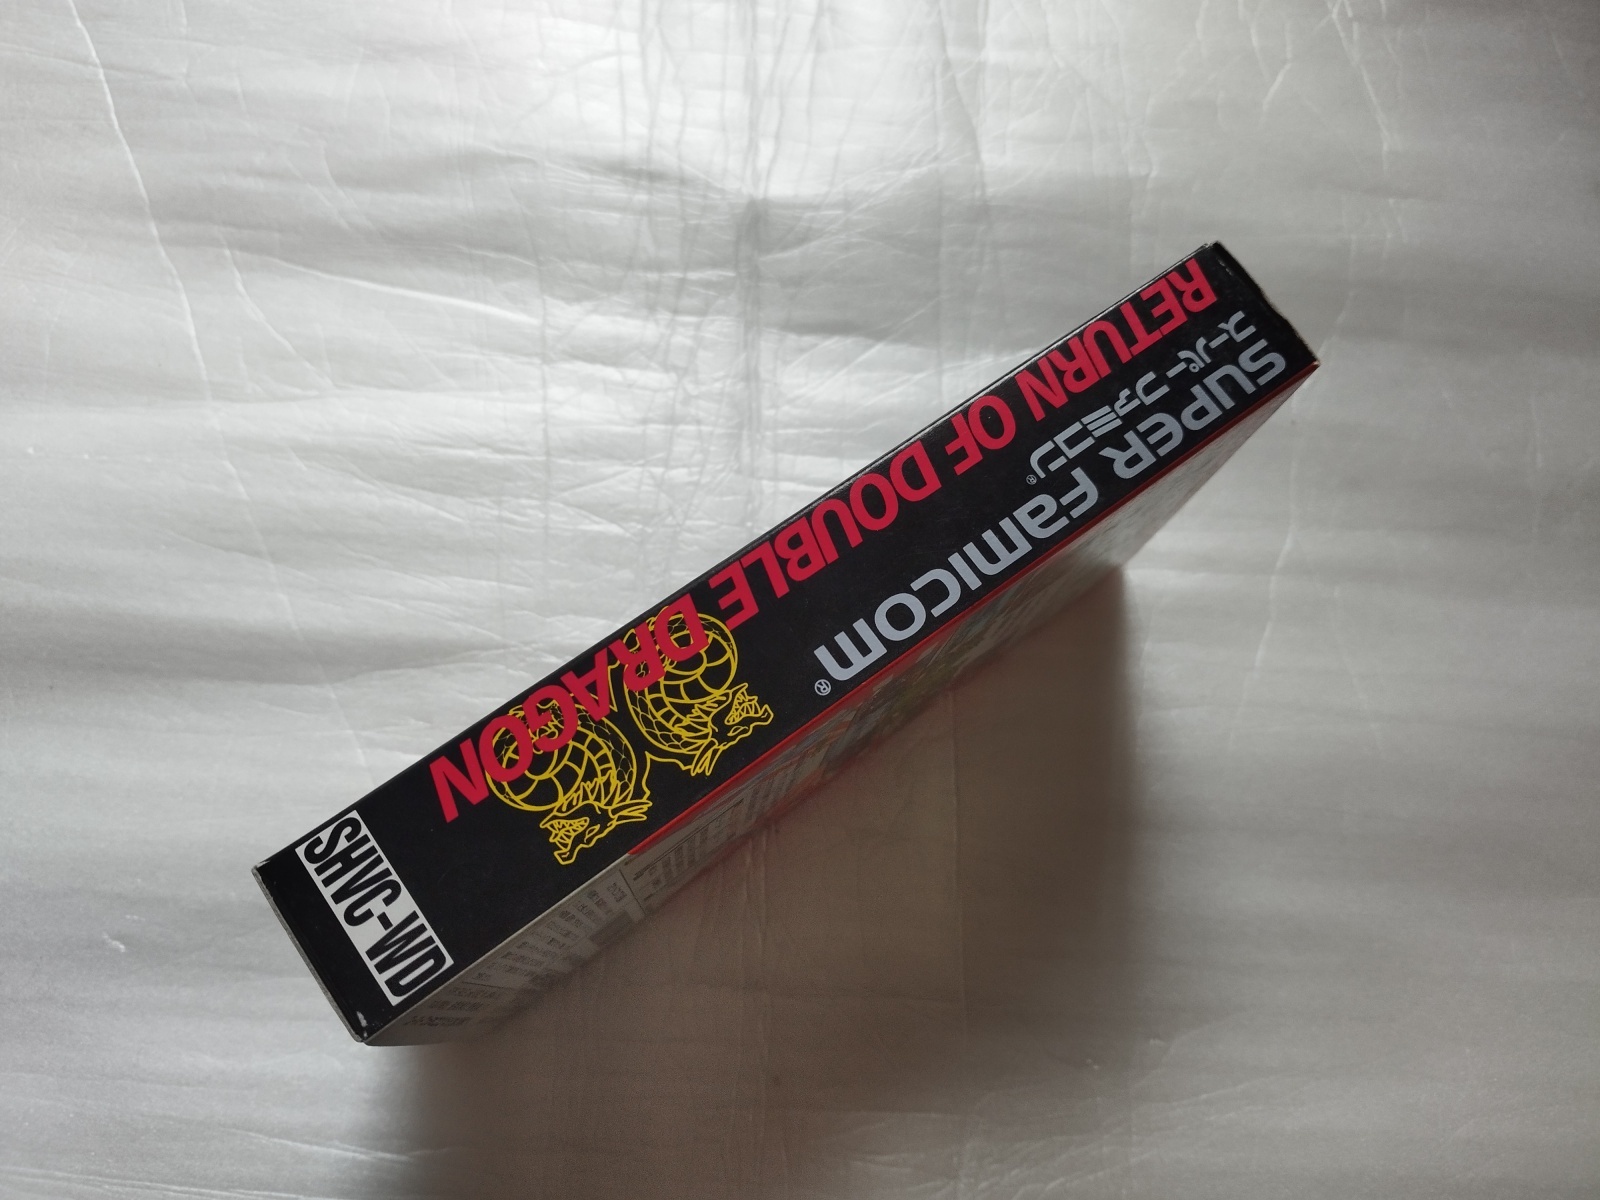 RETURN OF DOUBLE DRAGON
スーパーファミコン®
SUPER FAMICOM®
SHVC-WD